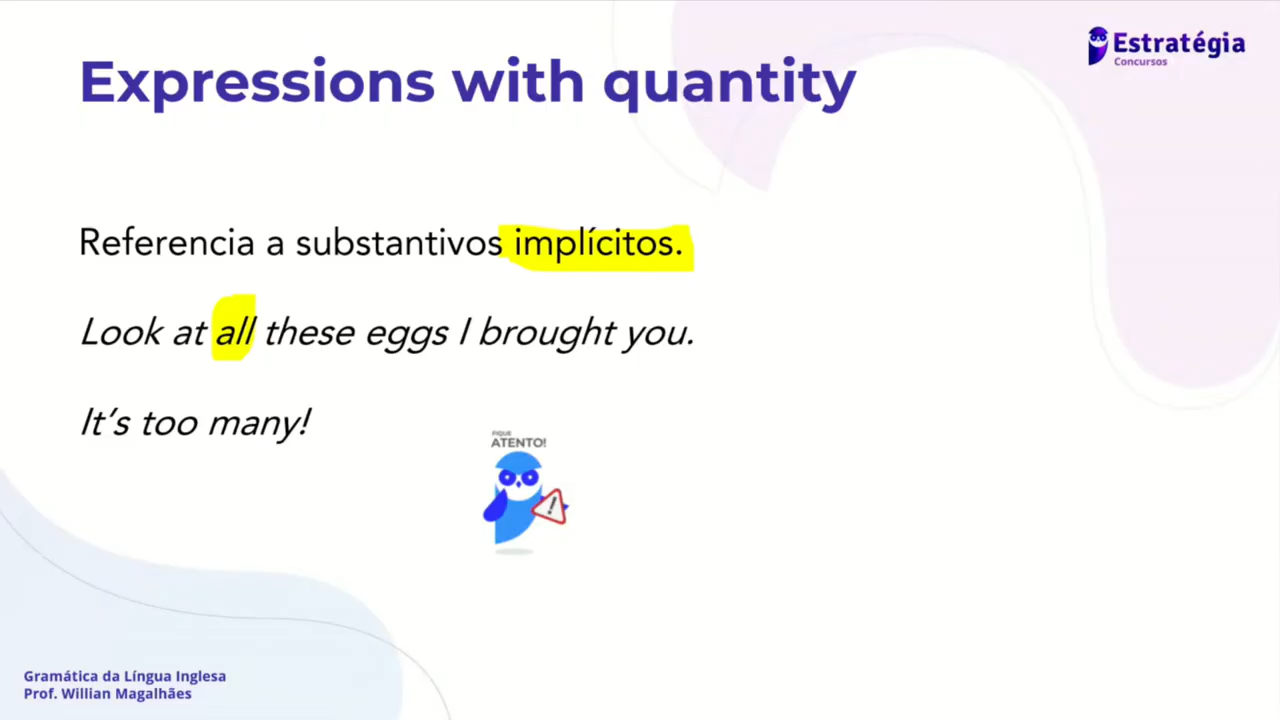 Estratégia
Concursos
Expressions with quantity
Referencia a substantivos implícitos.
Look at all these eggs I brought you.
It's too many!
FIQUE
ATENTO!
!
Gramática da Língua Inglesa
Prof. Willian Magalhães